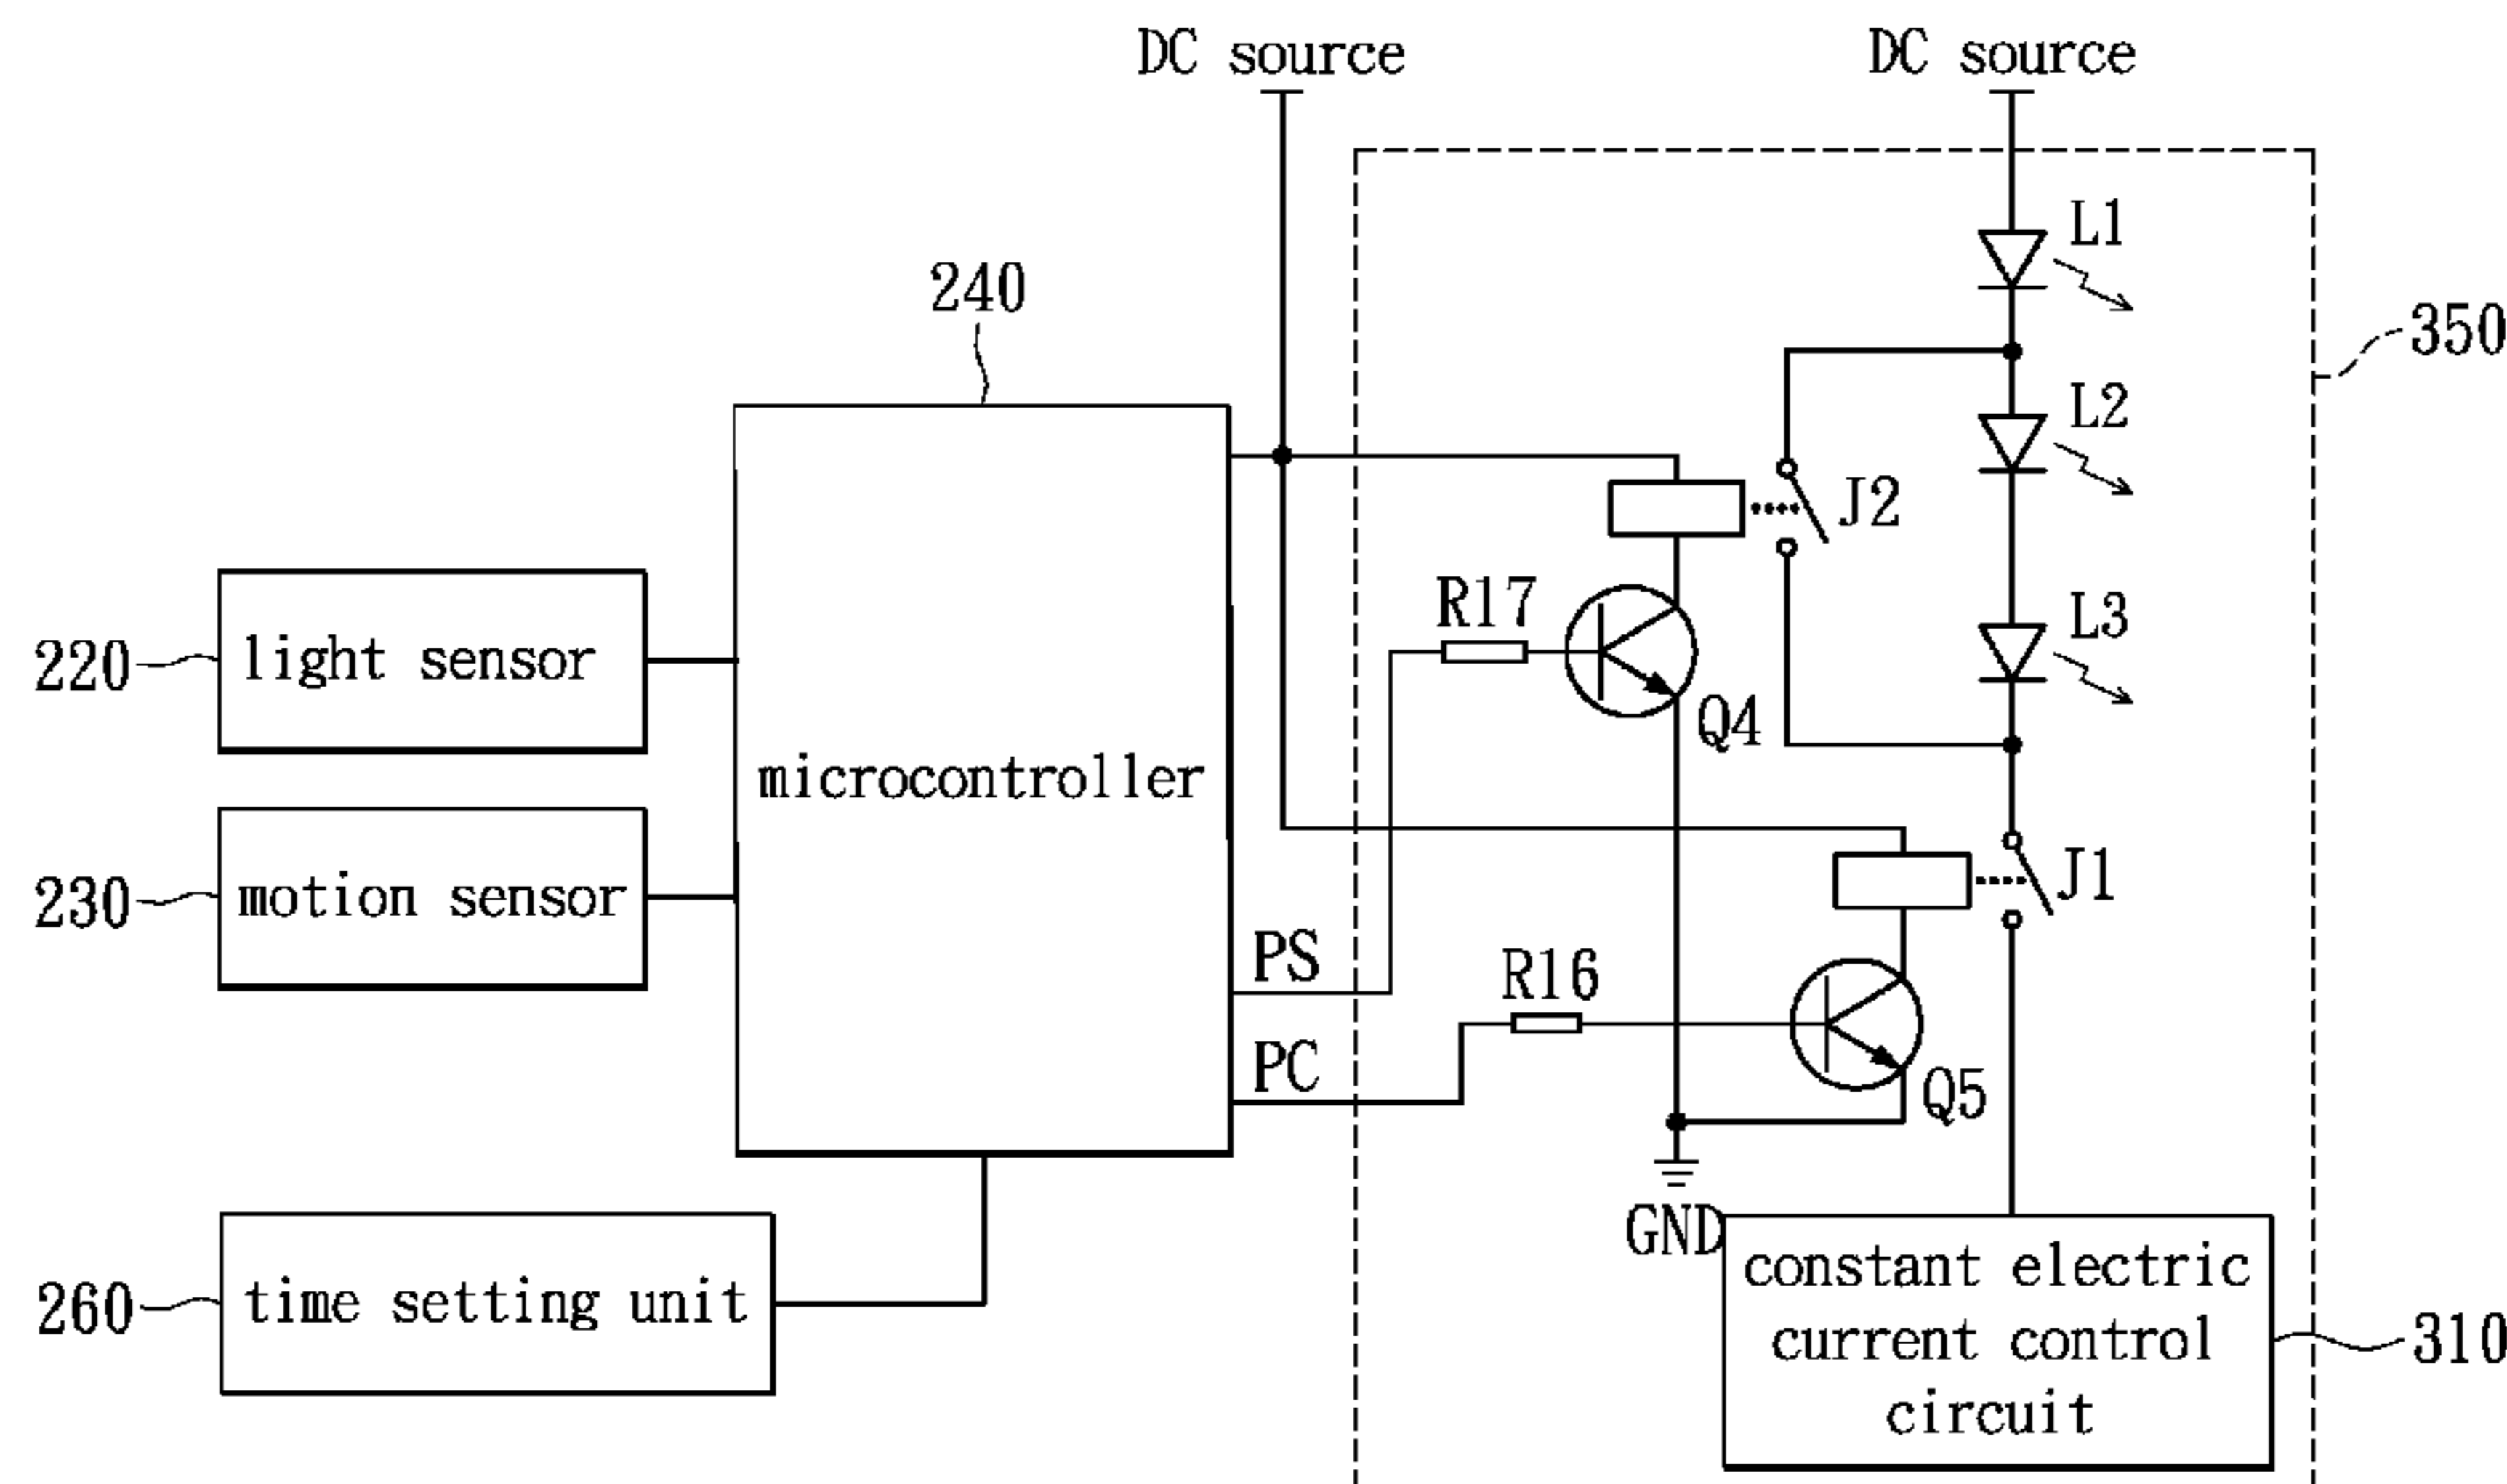 DC source
DC source
L1
240
350
L2
J2
R17
L3
220
light sensor
Q4
microcontroller
J1
230
motion sensor
PS
R16
PC
Q5
GND
260
time setting unit
constant electric
current control
circuit
310